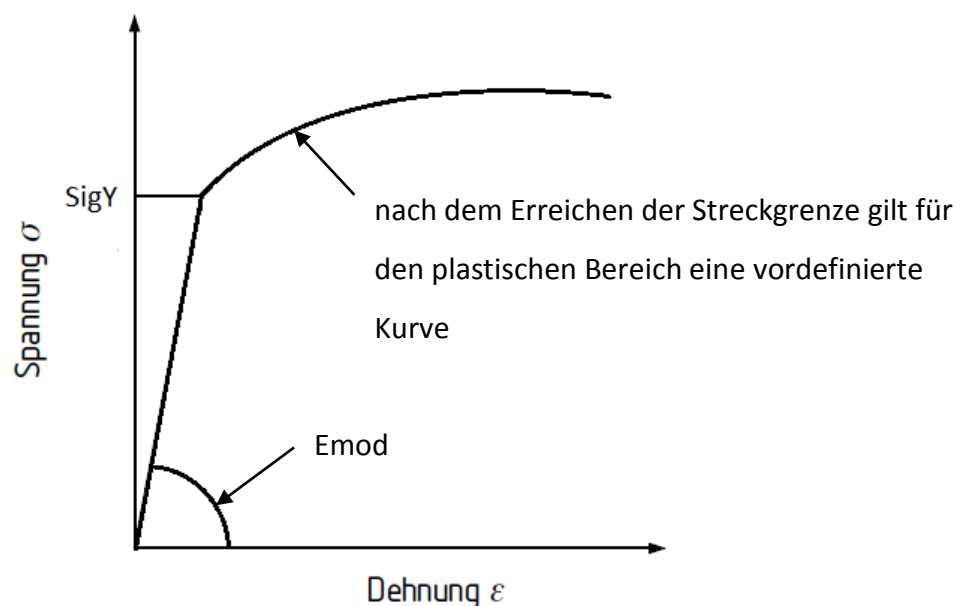 SigY
Spannung σ
nach dem Erreichen der Streckgrenze gilt für
den plastischen Bereich eine vordefinierte
Kurve
Emod
Dehnung ε